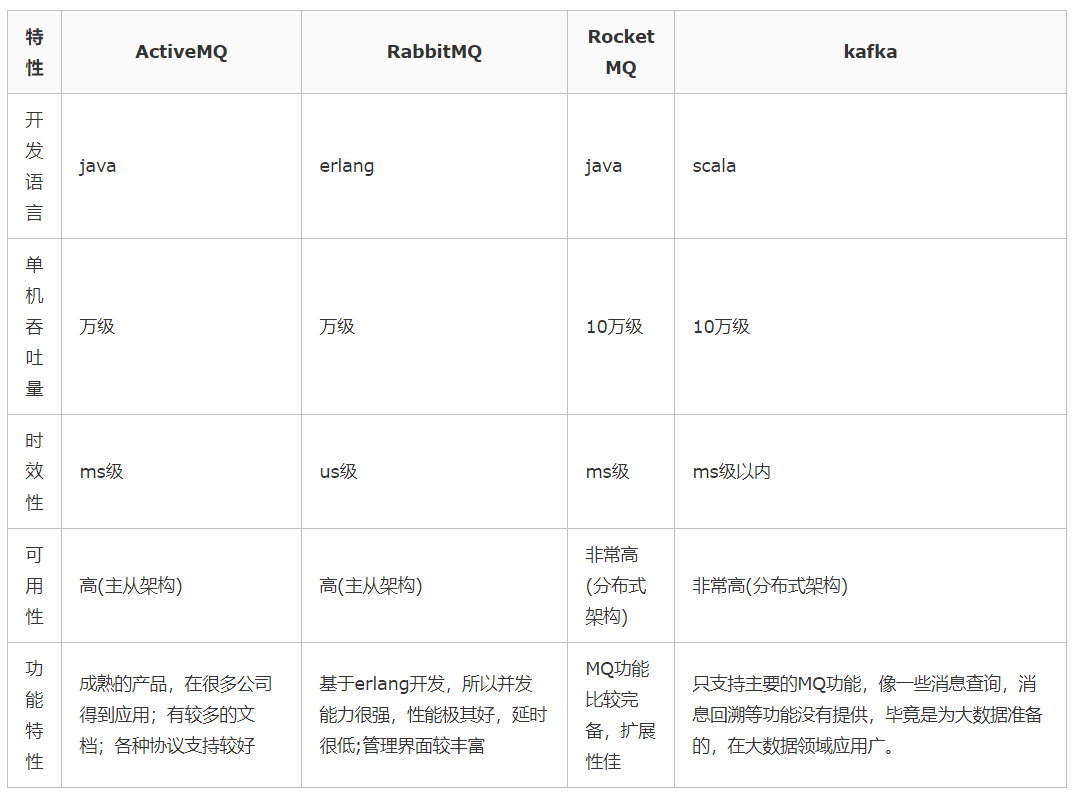 特
性
ActiveMQ
RabbitMQ
Rocket
MQ
kafka
开
发
语
言
java
erlang
java
scala
单
机
吞
吐
量
万级
万级
10万级
10万级
时
效
性
ms级
us级
ms级
ms级以内
可
用
性
高(主从架构)
高(主从架构)
非常高
(分布式
架构)
非常高(分布式架构)
功
能
特
性
成熟的产品，在很多公司
得到应用；有较多的文
档；各种协议支持较好
基于erlang开发，所以并发
能力很强，性能极其好，延时
很低;管理界面较丰富
MQ功能
比较完
备，扩展
性佳
只支持主要的MQ功能，像一些消息查询，消
息回溯等功能没有提供，毕竟是为大数据准备
的，在大数据领域应用广。